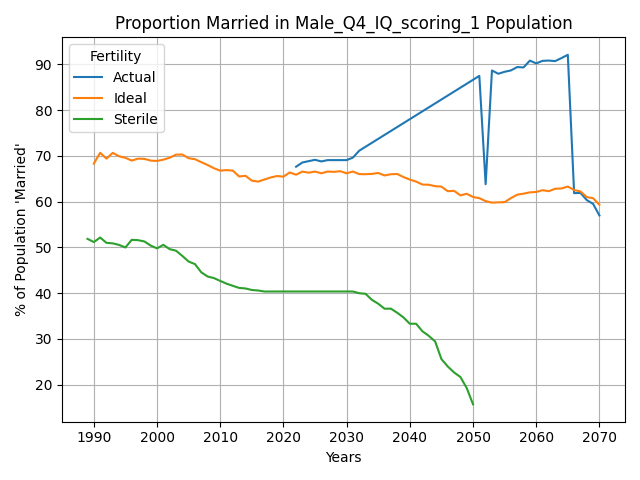 Proportion Married in Male_Q4_IQ_scoring_1 Population
Fertility
Actual
Ideal
Sterile
% of Population 'Married'
90
80
70
60
50
40
30
20
1990 2000 2010 2020 2030 2040 2050 2060 2070
Years